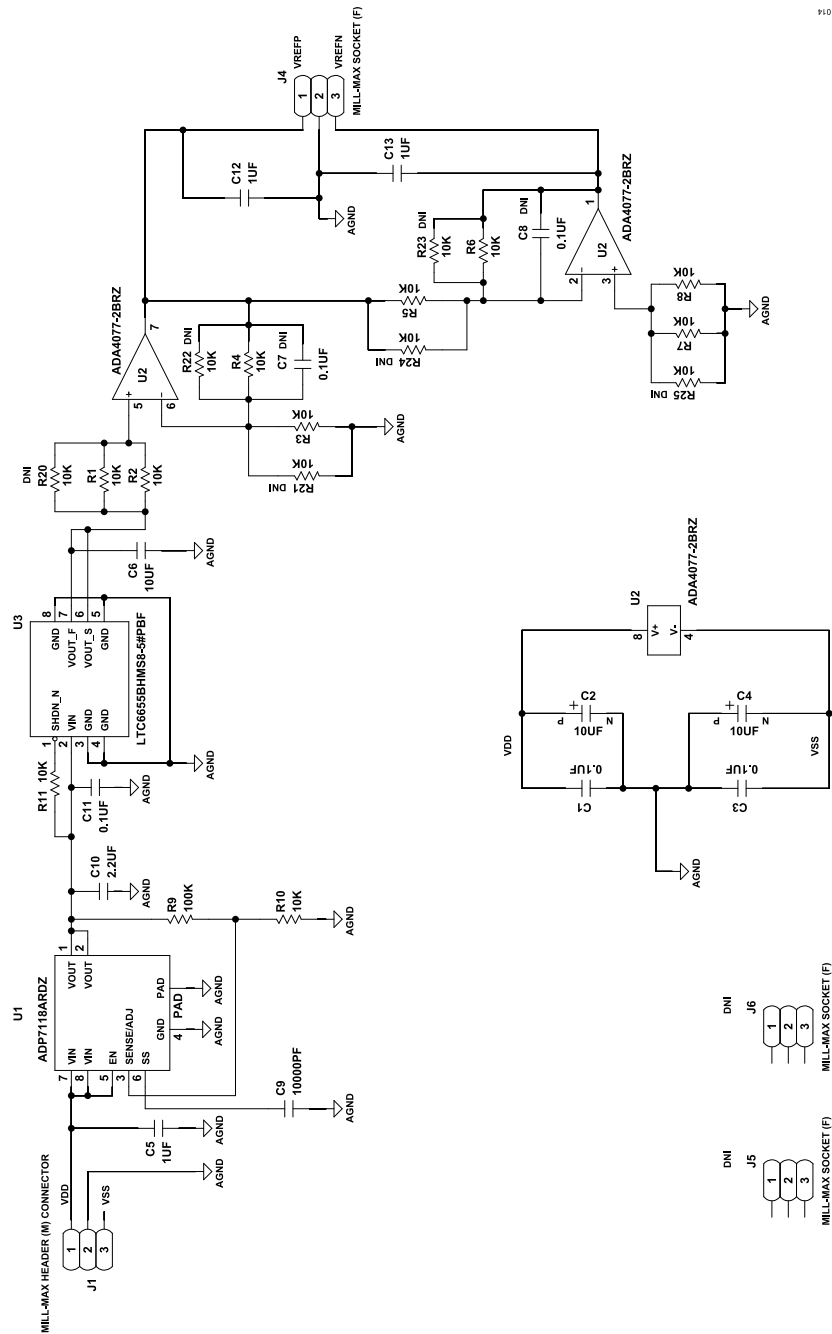 MILL-MAX HEADER (M) CONNECTOR
J1
1
2
3
VDD
VSS
C5
1UF
AGND
AGND
U1
ADP7118ARDZ
7
8
5
3
6
VIN
VIN
EN
SENSE/ADJ
SS
VOUT
VOUT
1
2
GND
4
PAD
PAD
AGND
AGND
C9
10000PF
AGND
R9
100K
R10
10K
AGND
C10
2.2UF
AGND
R11 10K
C11
0.1UF
AGND
U3
1
2
3
4
SHDN_N
VIN
GND
GND
GND
VOUT_F
VOUT_S
GND
8
7
6
5
LTC6655BHMS8-5#PBF
AGND
C6
10UF
AGND
DNI
R20
10K
R1
10K
R2
10K
ADA4077-2BRZ
5
6
+
-
U2
7
R22 DNI
10K
R4
10K
C7 DNI
0.1UF
10K
R3
10K
R21
DNI
AGND
10K
R5
10K
R24
DNI
C12
1UF
AGND
C13
1UF
J4
1
2
3
VREFP
VREFN
MILL-MAX SOCKET (F)
R23 DNI
10K
R6
10K
C8 DNI
0.1UF
2
3
-
+
U2
1
ADA4077-2BRZ
10K
R8
10K
R7
10K
R25
DNI
AGND
VDD
C1
0.1UF
P
+
N
C2
10UF
C3
0.1UF
P
+
N
C4
10UF
VSS
AGND
U2
8
V+
V-
4
ADA4077-2BRZ
DNI
J5
1
2
3
MILL-MAX SOCKET (F)
DNI
J6
1
2
3
MILL-MAX SOCKET (F)
014